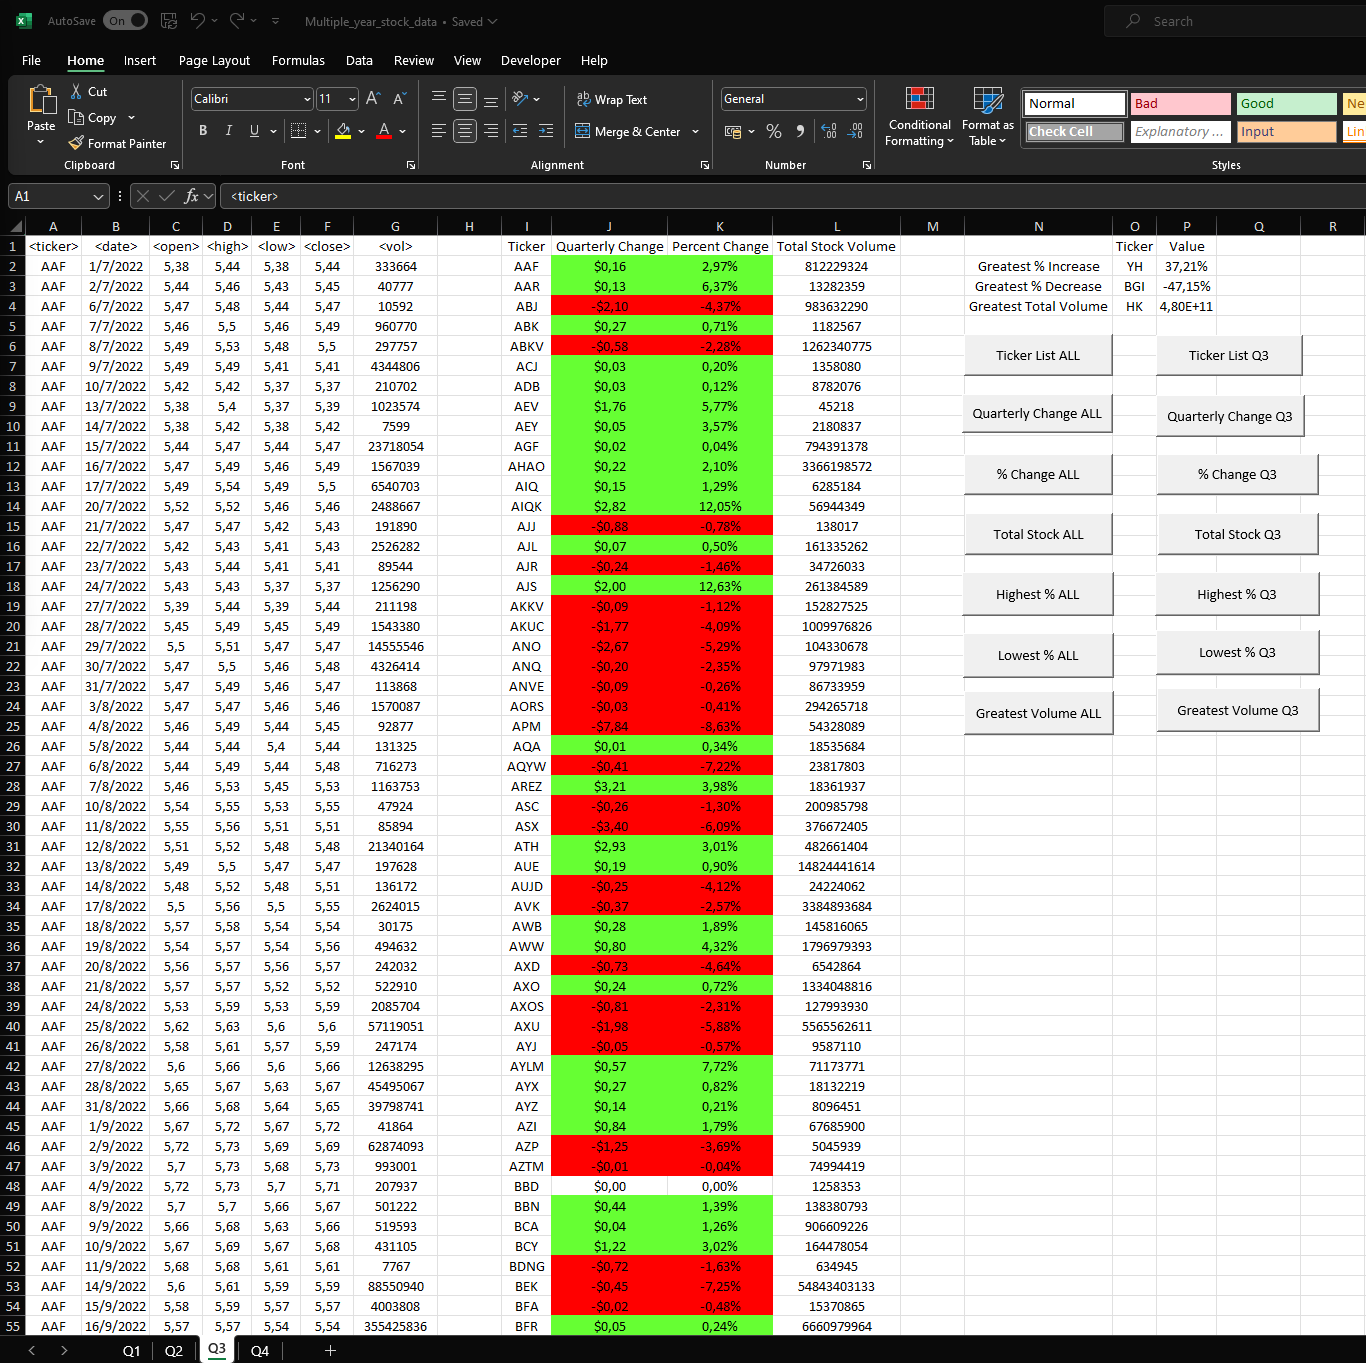 AutoSave On Multiple_year_stock_data • Saved Search
File Home Insert Page Layout Formulas Data Review View Developer Help
Paste Cut Copy Format Painter Clipboard
Calibri 11 A A B I U A Font
ab Wrap Text Merge & Center Alignment
General % Number
Conditional Formatting Format as Table
Normal Bad Good Ne
Check Cell Explanatory ... Input Lin
Styles
A1 fx <ticker>
A B C D E F G H I J K L M N O P Q R
1 <ticker> <date> <open> <high> <low> <close> <vol> Ticker Quarterly Change Percent Change Total Stock Volume Ticker Value
2 AAF 1/7/2022 5,38 5,44 5,38 5,44 333664 AAF $0,16 2,97% 812229324 Greatest % Increase YH 37,21%
3 AAF 2/7/2022 5,44 5,46 5,43 5,45 40777 AAR $0,13 6,37% 13282359 Greatest % Decrease BGI -47,15%
4 AAF 6/7/2022 5,47 5,48 5,44 5,47 10592 ABJ -$2,10 -4,37% 983632290 Greatest Total Volume HK 4,80E+11
5 AAF 7/7/2022 5,46 5,5 5,46 5,49 960770 ABK $0,27 0,71% 1182567
6 AAF 8/7/2022 5,49 5,53 5,48 5,5 297757 ABKV -$0,58 -2,28% 1262340775
7 AAF 9/7/2022 5,49 5,49 5,41 5,41 4344806 ACJ $0,03 0,20% 1358080
8 AAF 10/7/2022 5,42 5,42 5,37 5,37 210702 ADB $0,03 0,12% 8782076
9 AAF 13/7/2022 5,38 5,4 5,37 5,39 1023574 AEV $1,76 5,77% 45218
10 AAF 14/7/2022 5,38 5,42 5,38 5,42 7599 AEY $0,05 3,57% 2180837
11 AAF 15/7/2022 5,44 5,47 5,44 5,47 23718054 AGF $0,02 0,04% 794391378
12 AAF 16/7/2022 5,47 5,49 5,46 5,49 1567039 AHAO $0,22 2,10% 3366198572
13 AAF 17/7/2022 5,49 5,54 5,49 5,5 6540703 AIQ $0,15 1,29% 6285184
14 AAF 20/7/2022 5,52 5,52 5,46 5,46 2488667 AIQK $2,82 12,05% 56944349
15 AAF 21/7/2022 5,47 5,47 5,42 5,43 191890 AJJ -$0,88 -0,78% 138017
16 AAF 22/7/2022 5,42 5,43 5,41 5,43 2526282 AJL $0,07 0,50% 161335262
17 AAF 23/7/2022 5,43 5,44 5,41 5,41 89544 AJR -$0,24 -1,46% 34726033
18 AAF 24/7/2022 5,43 5,43 5,37 5,37 1256290 AJS $2,00 12,63% 261384589
19 AAF 27/7/2022 5,39 5,44 5,39 5,44 211198 AKKV -$0,09 -1,12% 152827525
20 AAF 28/7/2022 5,45 5,49 5,45 5,49 1543380 AKUC -$1,77 -4,09% 1009976826
21 AAF 29/7/2022 5,5 5,51 5,47 5,47 14555546 ANO -$2,67 -5,29% 104330678
22 AAF 30/7/2022 5,47 5,5 5,46 5,48 4326414 ANQ -$0,20 -2,35% 97971983
23 AAF 31/7/2022 5,47 5,49 5,46 5,47 113868 ANVE -$0,09 -0,26% 86733959
24 AAF 3/8/2022 5,47 5,47 5,46 5,46 1570087 AORS -$0,03 -0,41% 294265718
25 AAF 4/8/2022 5,46 5,49 5,44 5,45 92877 APM -$7,84 -8,63% 54328089
26 AAF 5/8/2022 5,44 5,44 5,4 5,44 131325 AQA $0,01 0,34% 18535684
27 AAF 6/8/2022 5,44 5,49 5,44 5,48 716273 AQYW -$0,41 -7,22% 23817803
28 AAF 7/8/2022 5,46 5,53 5,45 5,53 1163753 AREZ $3,21 3,98% 18361937
29 AAF 10/8/2022 5,54 5,55 5,53 5,55 47924 ASC -$0,26 -1,30% 200985798
30 AAF 11/8/2022 5,55 5,56 5,51 5,51 85894 ASX -$3,40 -6,09% 376672405
31 AAF 12/8/2022 5,51 5,52 5,48 5,48 21340164 ATH $2,93 3,01% 482661404
32 AAF 13/8/2022 5,49 5,5 5,47 5,47 197628 AUE $0,19 0,90% 14824441614
33 AAF 14/8/2022 5,48 5,52 5,48 5,51 136172 AUJD -$0,25 -4,12% 24224062
34 AAF 17/8/2022 5,5 5,56 5,5 5,55 2624015 AVK -$0,37 -2,57% 3384893684
35 AAF 18/8/2022 5,57 5,58 5,54 5,54 30175 AWB $0,28 1,89% 145816065
36 AAF 19/8/2022 5,54 5,57 5,54 5,56 494632 AWW $0,80 4,32% 1796979393
37 AAF 20/8/2022 5,56 5,57 5,56 5,57 242032 AXD -$0,73 -4,64% 6542864
38 AAF 21/8/2022 5,57 5,57 5,52 5,52 522910 AXO $0,24 0,72% 1334048816
39 AAF 24/8/2022 5,53 5,59 5,53 5,59 2085704 AXOS -$0,81 -2,31% 127993930
40 AAF 25/8/2022 5,62 5,63 5,6 5,6 57119051 AXU -$1,98 -5,88% 5565562611
41 AAF 26/8/2022 5,58 5,61 5,57 5,59 247174 AYJ -$0,05 -0,57% 9587110
42 AAF 27/8/2022 5,6 5,66 5,6 5,66 12638295 AYLM $0,57 7,72% 71173771
43 AAF 28/8/2022 5,65 5,67 5,63 5,67 45495067 AYX $0,27 0,82% 18132219
44 AAF 31/8/2022 5,66 5,68 5,64 5,65 39798741 AYZ $0,14 0,21% 8096451
45 AAF 1/9/2022 5,67 5,72 5,67 5,72 41864 AZI $0,84 1,79% 67685900
46 AAF 2/9/2022 5,72 5,73 5,69 5,69 62874093 AZP -$1,25 -3,69% 5045939
47 AAF 3/9/2022 5,7 5,73 5,68 5,73 993001 AZTM -$0,01 -0,04% 74994419
48 AAF 4/9/2022 5,72 5,73 5,7 5,71 207937 BBD $0,00 0,00% 1258353
49 AAF 8/9/2022 5,7 5,7 5,66 5,67 501222 BBN $0,44 1,39% 138380793
50 AAF 9/9/2022 5,66 5,68 5,63 5,66 519593 BCA $0,04 1,26% 906609226
51 AAF 10/9/2022 5,67 5,69 5,67 5,68 431105 BCY $1,22 3,02% 164478054
52 AAF 11/9/2022 5,68 5,68 5,61 5,61 7767 BDNG -$0,72 -1,63% 634945
53 AAF 14/9/2022 5,6 5,61 5,59 5,59 88550940 BEK -$0,45 -7,25% 54843403133
54 AAF 15/9/2022 5,58 5,59 5,57 5,57 4003808 BFA -$0,02 -0,48% 15370865
55 AAF 16/9/2022 5,57 5,57 5,54 5,54 355425836 BFR $0,05 0,24% 6660979964
Ticker List ALL Ticker List Q3
Quarterly Change ALL Quarterly Change Q3
% Change ALL % Change Q3
Total Stock ALL Total Stock Q3
Highest % ALL Highest % Q3
Lowest % ALL Lowest % Q3
Greatest Volume ALL Greatest Volume Q3
Q1 Q2 Q3 Q4 +